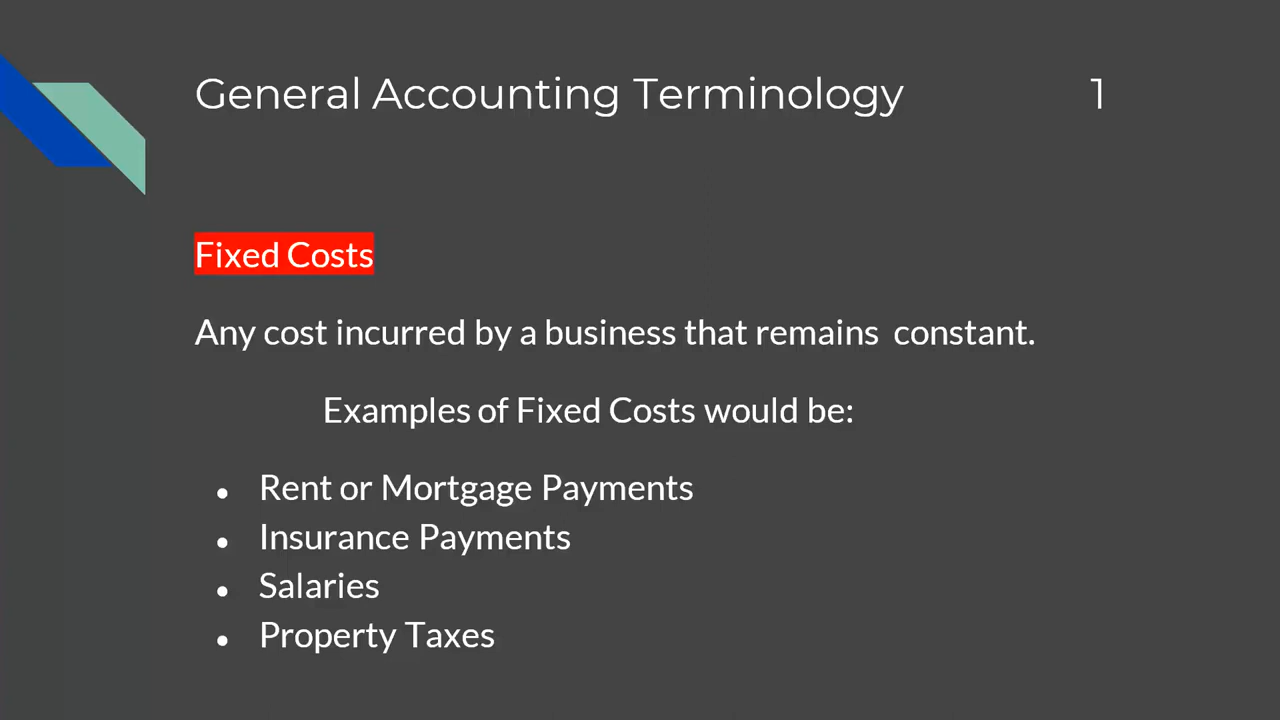 General Accounting Terminology 1
Fixed Costs
Any cost incurred by a business that remains  constant.
Examples of Fixed Costs would be:
● Rent or Mortgage Payments
● Insurance Payments
● Salaries
● Property Taxes